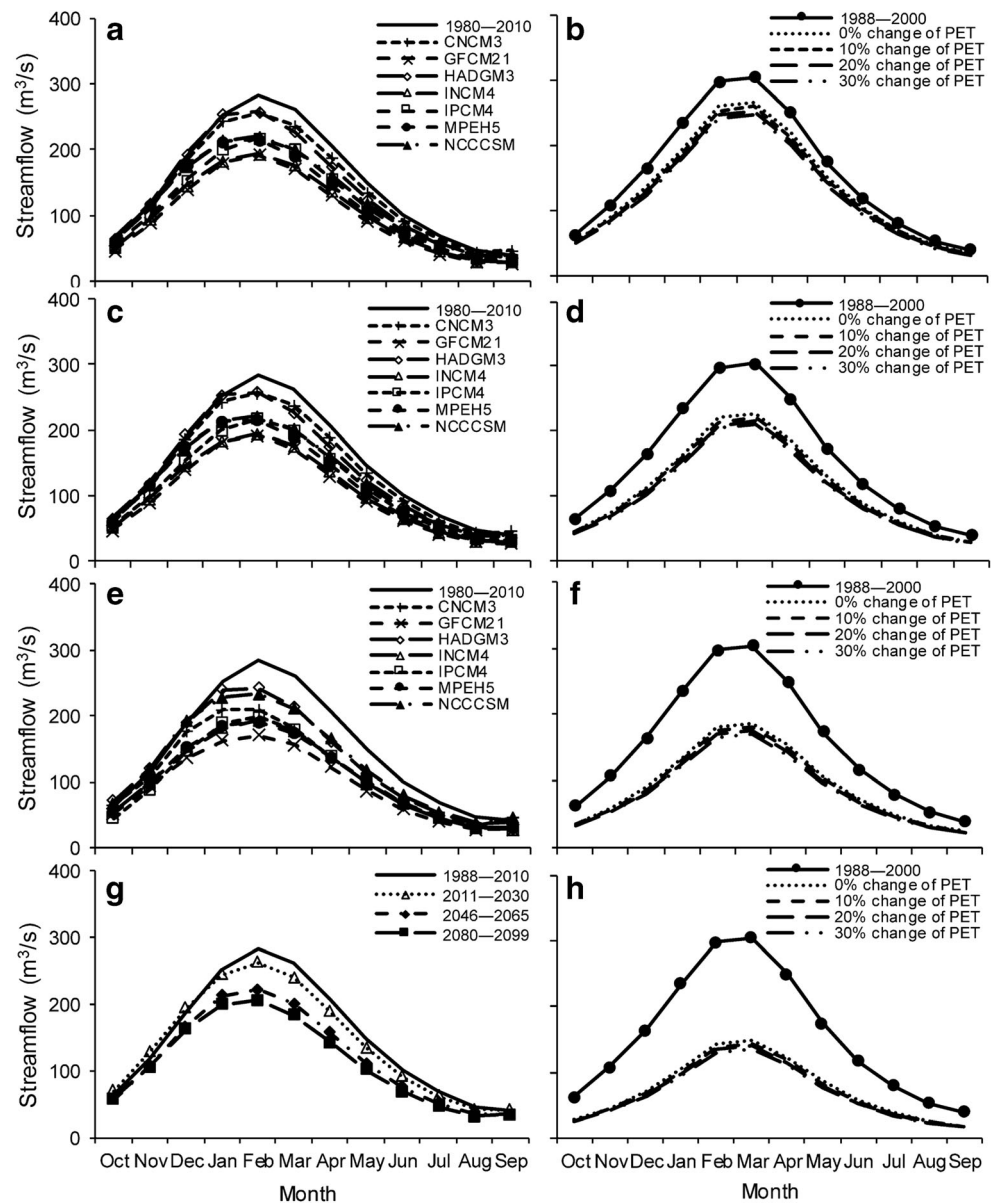 a
400
300
200
100
0
Streamflow (m³/s)
1980—2010
CNCM3
GFCM21
HADGM3
INCM4
IPCM4
MPEH5
NCCCSM
b
1988—2000
0% change of PET
10% change of PET
20% change of PET
30% change of PET
c
400
300
200
100
0
Streamflow (m³/s)
1980—2010
CNCM3
GFCM21
HADGM3
INCM4
IPCM4
MPEH5
NCCCSM
d
1988—2000
0% change of PET
10% change of PET
20% change of PET
30% change of PET
e
400
300
200
100
0
Streamflow (m³/s)
1980—2010
CNCM3
GFCM21
HADGM3
INCM4
IPCM4
MPEH5
NCCCSM
f
1988—2000
0% change of PET
10% change of PET
20% change of PET
30% change of PET
g
400
300
200
100
0
Streamflow (m³/s)
1988—2010
2011—2030
2046—2065
2080—2099
Oct Nov Dec Jan Feb Mar Apr May Jun Jul Aug Sep
Month
h
1988—2000
0% change of PET
10% change of PET
20% change of PET
30% change of PET
Oct Nov Dec Jan Feb Mar Apr May Jun Jul Aug Sep
Month